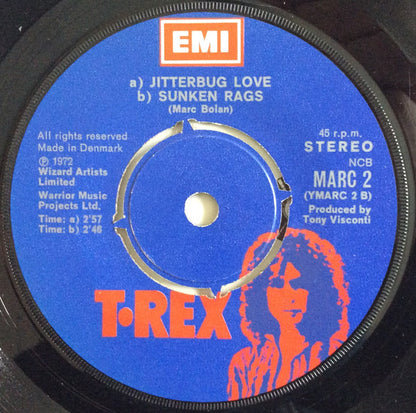 EMI
a) JITTERBUG LOVE
b) SUNKEN RAGS
(Marc Bolan)
All rights reserved
Made in Denmark
℗ 1972
Wizard Artists
Limited
Warrior Music
Projects Ltd.
Time: a) 2'57
Time: b) 2'46
45 r.p.m.
STEREO
NCB
MARC 2
(YMARC 2 B)
Produced by
Tony Visconti
T•REX